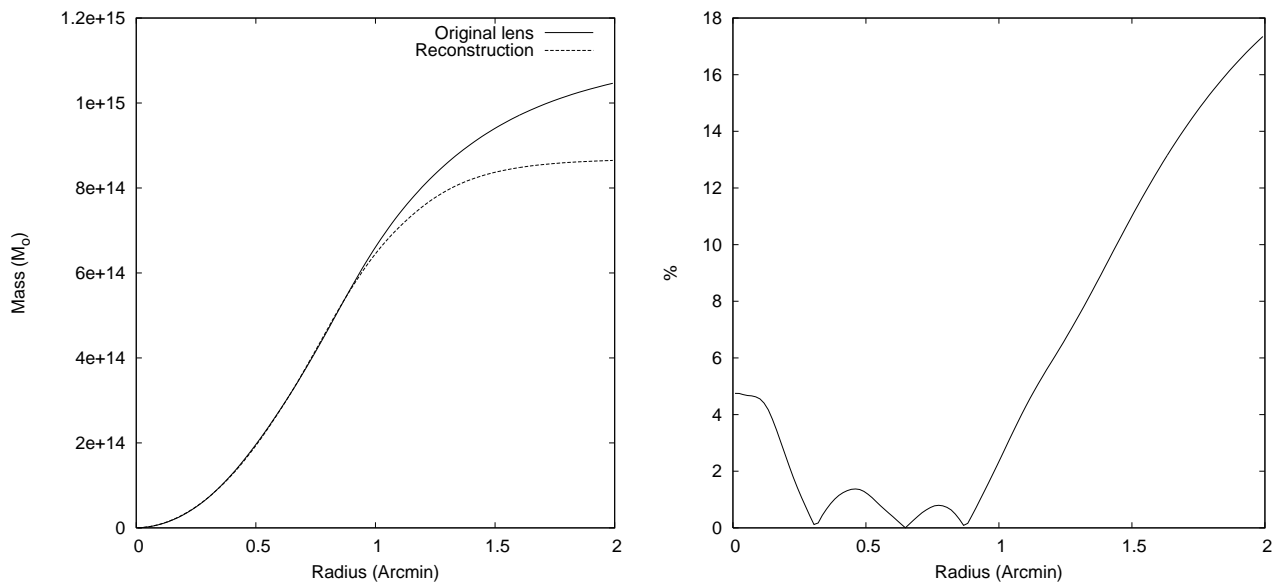 1.2e+15
1e+15
8e+14
6e+14
4e+14
2e+14
0
0
0.5
1
1.5
2
Mass (Mo)
Radius (Arcmin)
Original lens
Reconstruction
18
16
14
12
10
8
6
4
2
0
0
0.5
1
1.5
2
%
Radius (Arcmin)